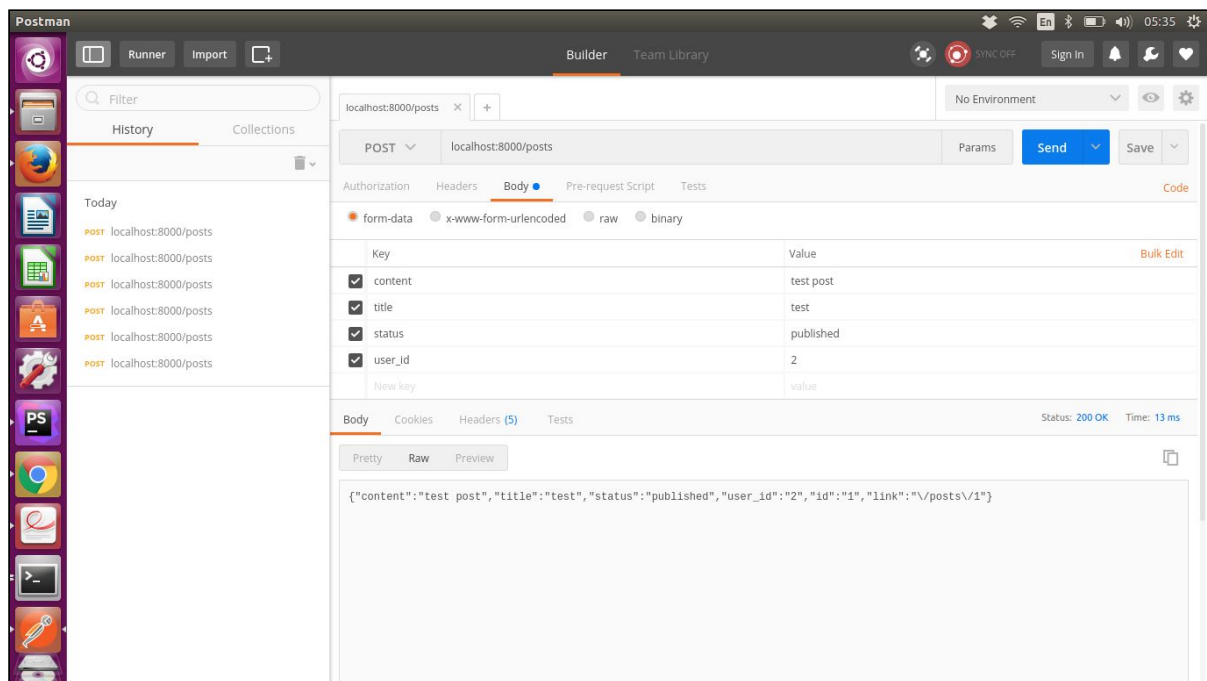 Postman En 05:35
Runner Import Builder Team Library SYNC OFF Sign In
Filter
History Collections
Today
POST localhost:8000/posts
POST localhost:8000/posts
POST localhost:8000/posts
POST localhost:8000/posts
POST localhost:8000/posts
POST localhost:8000/posts
PS
localhost:8000/posts No Environment
POST localhost:8000/posts Params Send Save
Authorization Headers Body Pre-request Script Tests Code
form-data x-www-form-urlencoded raw binary
Key Value Bulk Edit
content test post
title test
status published
user_id 2
New key value
Body Cookies Headers (5) Tests Status: 200 OK Time: 13 ms
Pretty Raw Preview
{"content":"test post","title":"test","status":"published","user_id":"2","id":"1","link":"\/posts\/1"}